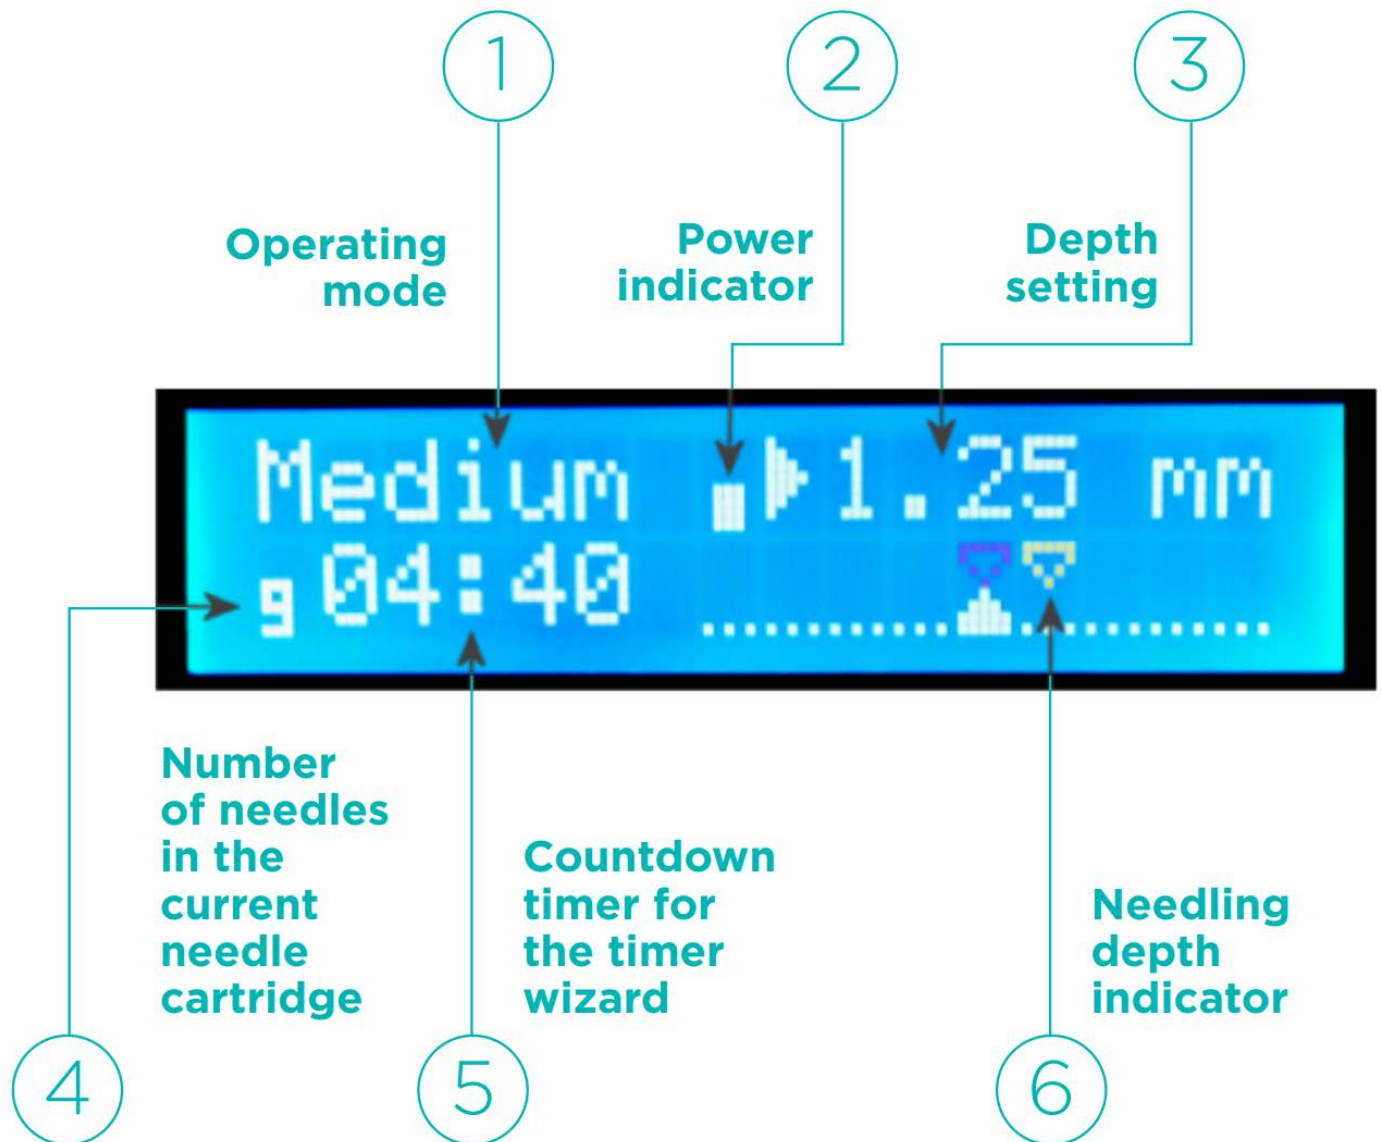 1
2
3
Operating
mode
Power
indicator
Depth
setting
Medium 1.25 mm
9 04:40
Number
of needles
in the
current
needle
cartridge
Countdown
timer for
the timer
wizard
Needling
depth
indicator
4
5
6